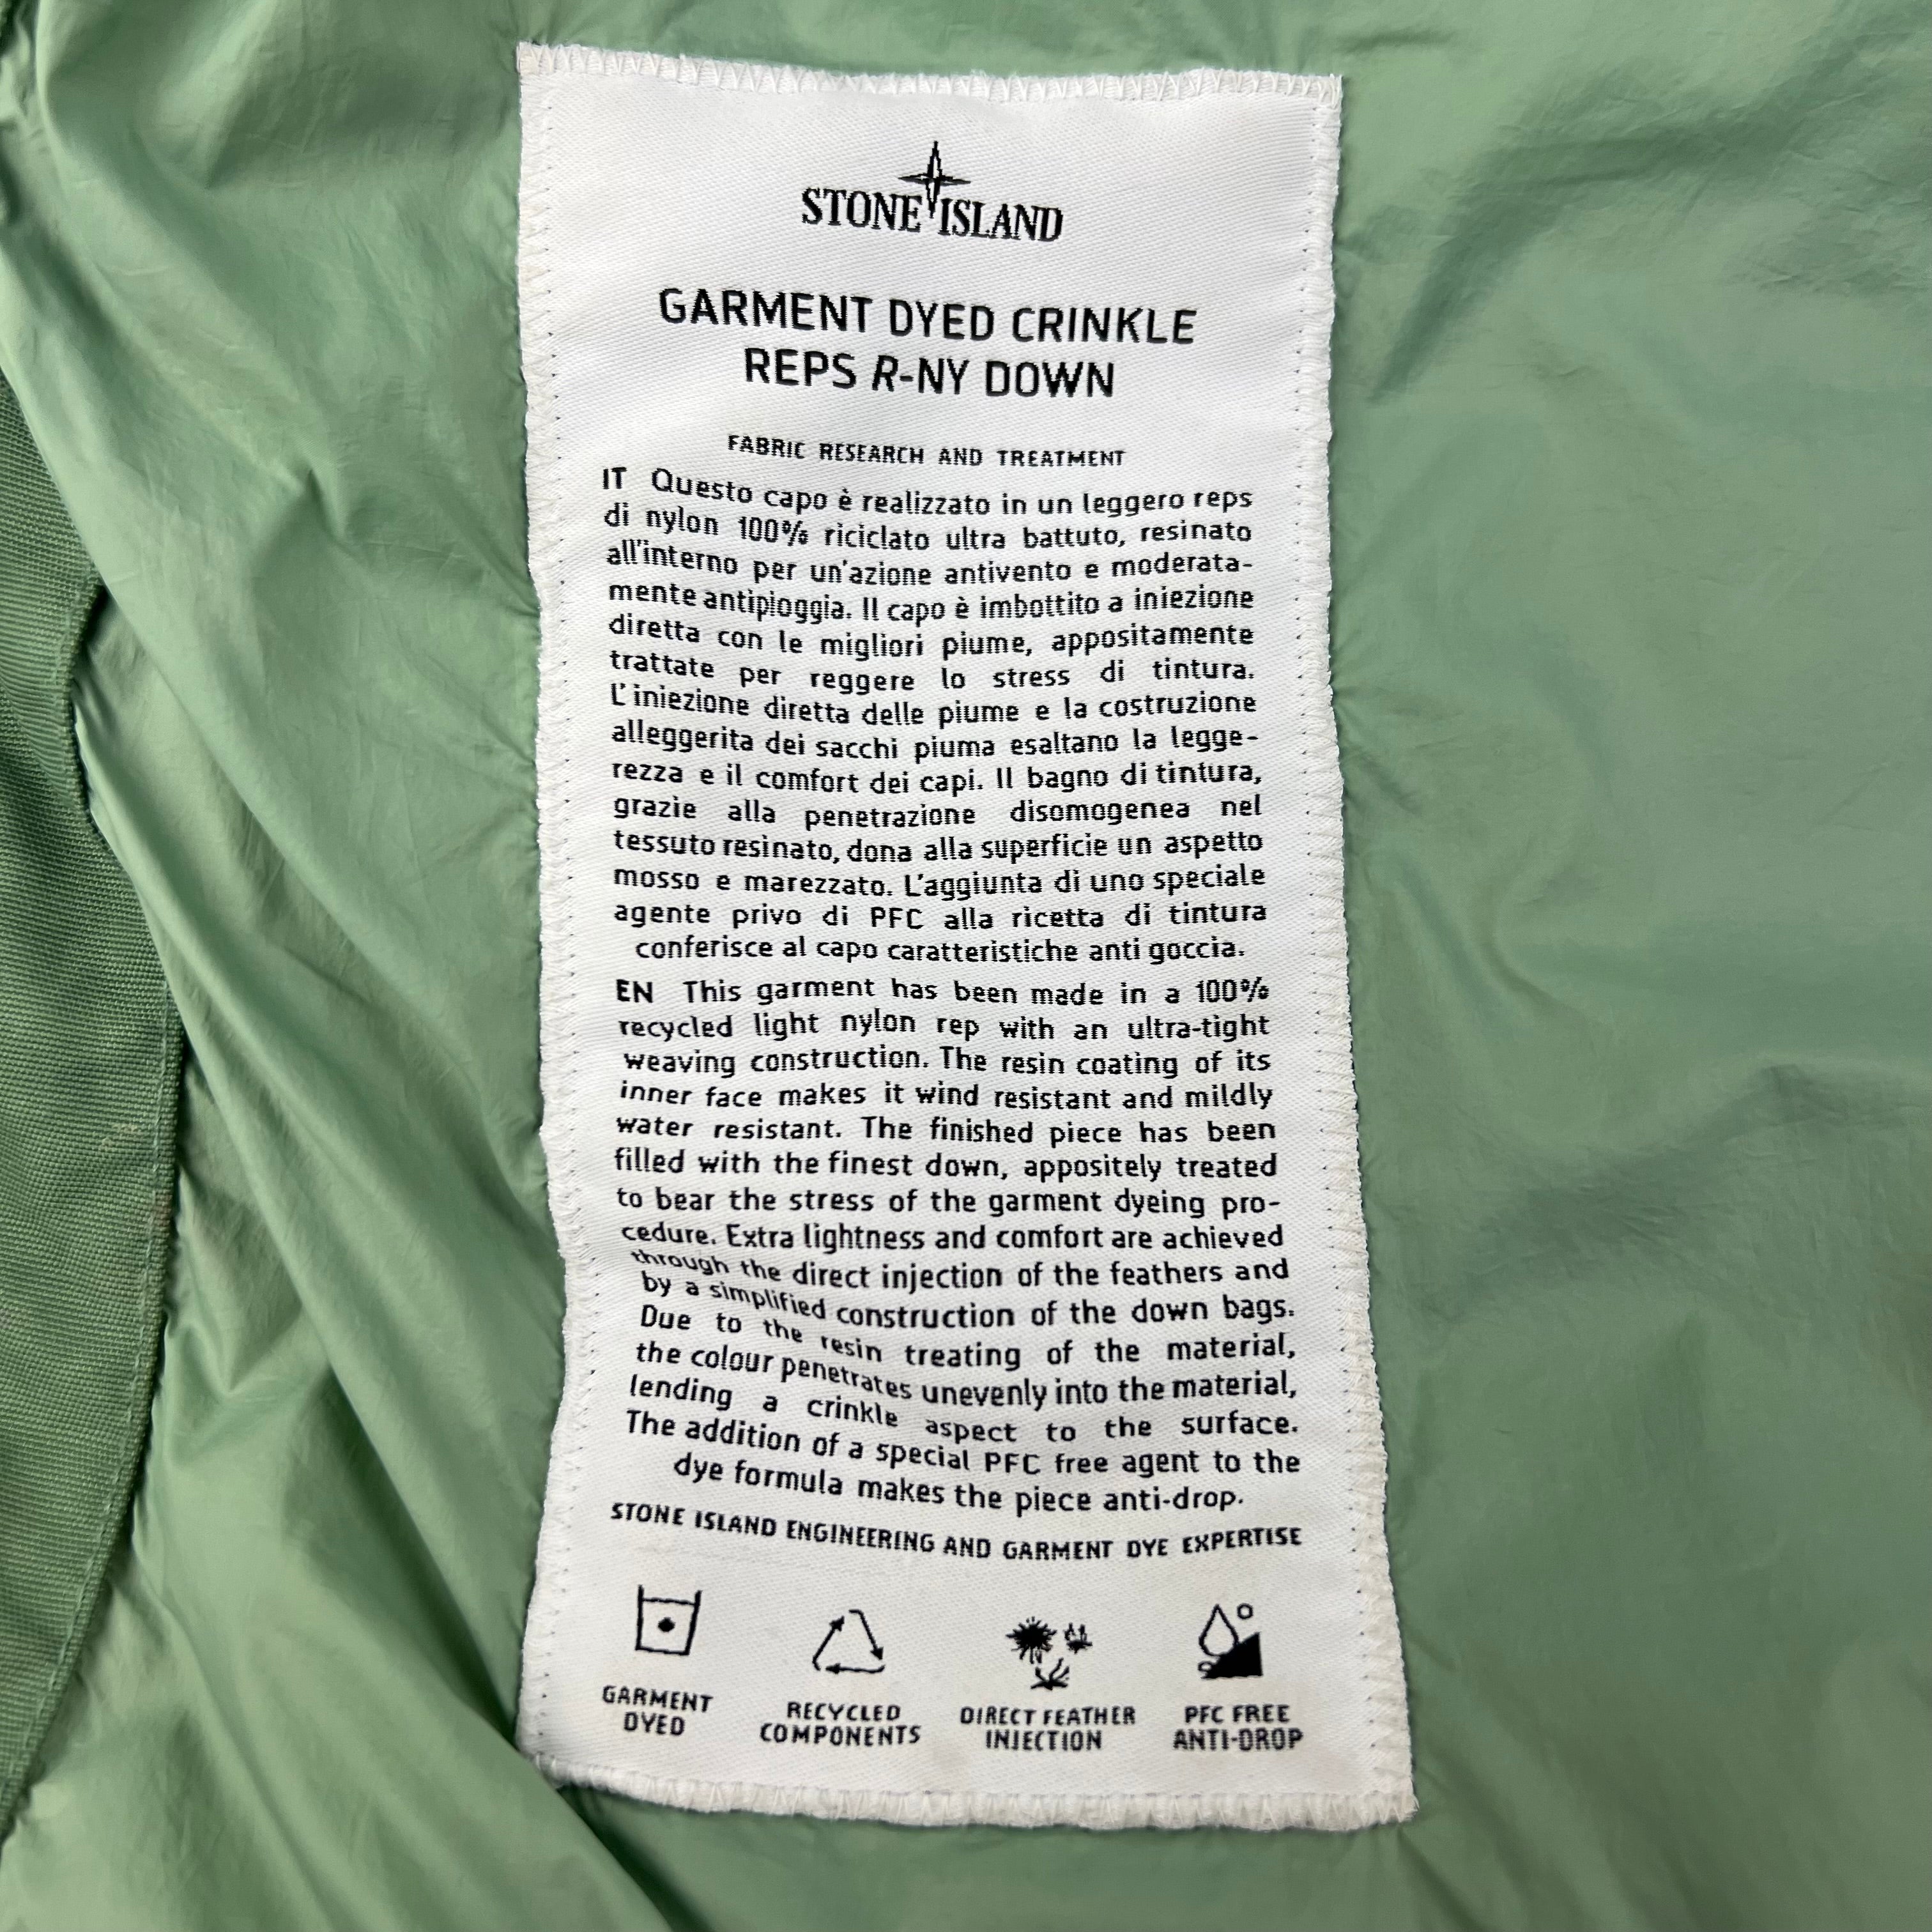 STONE ISLAND
GARMENT DYED CRINKLE
REPS R-NY DOWN
FABRIC RESEARCH AND TREATMENT
IT Questo capo è realizzato in un leggero reps
di nylon 100% riciclato ultra battuto, resinato
all'interno per un'azione antivento e moderata-
mente antipioggia. Il capo è imbottito a iniezione
diretta con le migliori piume, appositamente
trattate per reggere lo stress di tintura.
L'iniezione diretta delle piume e la costruzione
alleggerita dei sacchi piuma esaltano la legge-
rezza e il comfort dei capi. Il bagno di tintura,
grazie alla penetrazione disomogenea nel
tessuto resinato, dona alla superficie un aspetto
mosso e marezzato. L'aggiunta di uno speciale
agente privo di PFC alla ricetta di tintura
conferisce al capo caratteristiche anti goccia.
EN This garment has been made in a 100%
recycled light nylon rep with an ultra-tight
weaving construction. The resin coating of its
inner face makes it wind resistant and mildly
water resistant. The finished piece has been
filled with the finest down, appositely treated
to bear the stress of the garment dyeing pro-
cedure. Extra lightness and comfort are achieved
through the direct injection of the feathers and
by a simplified construction of the down bags.
Due to the resin treating of the material,
the colour penetrates unevenly into the material,
lending a crinkle aspect to the surface.
The addition of a special PFC free agent to the
dye formula makes the piece anti-drop.
STONE ISLAND ENGINEERING AND GARMENT DYE EXPERTISE
GARMENT
DYED
RECYCLED
COMPONENTS
DIRECT FEATHER
INJECTION
PFC FREE
ANTI-DROP